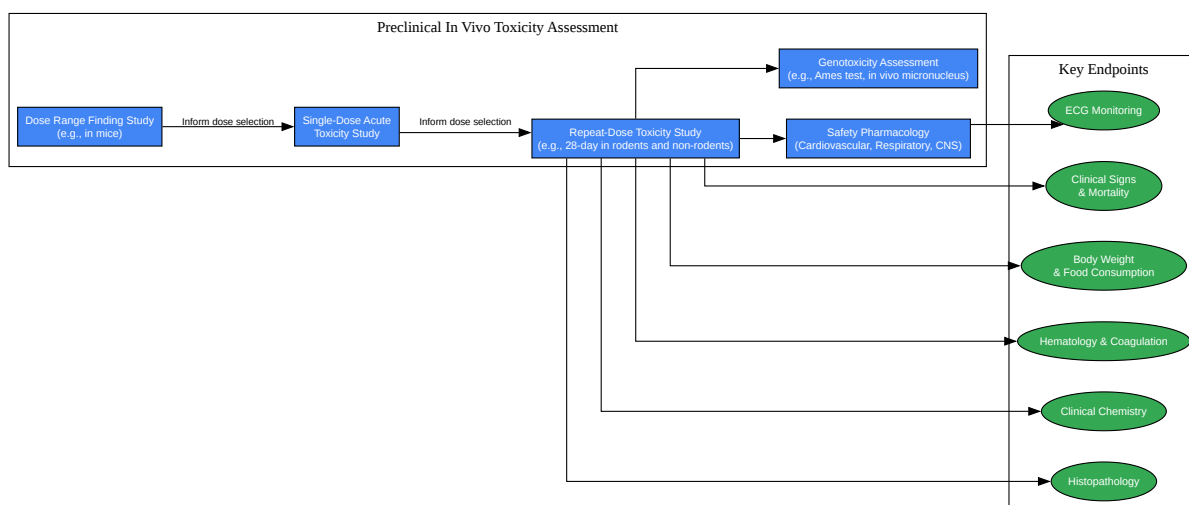 Preclinical In Vivo Toxicity Assessment
Genotoxicity Assessment
(e.g., Ames test, in vivo micronucleus)
Key Endpoints
ECG Monitoring
Dose Range Finding Study
(e.g., in mice)
Inform dose selection
Single-Dose Acute
Toxicity Study
Inform dose selection
Repeat-Dose Toxicity Study
(e.g., 28-day in rodents and non-rodents)
Safety Pharmacology
(Cardiovascular, Respiratory, CNS)
Clinical Signs
& Mortality
Body Weight
& Food Consumption
Hematology & Coagulation
Clinical Chemistry
Histopathology